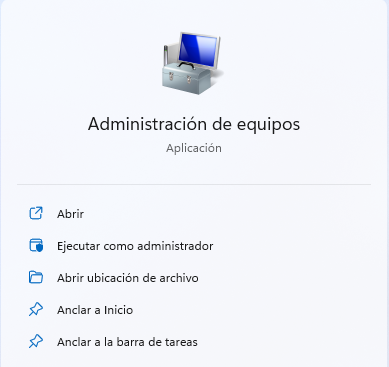 Administración de equipos
Aplicación
Abrir
Ejecutar como administrador
Abrir ubicación de archivo
Anclar a Inicio
Anclar a la barra de tareas